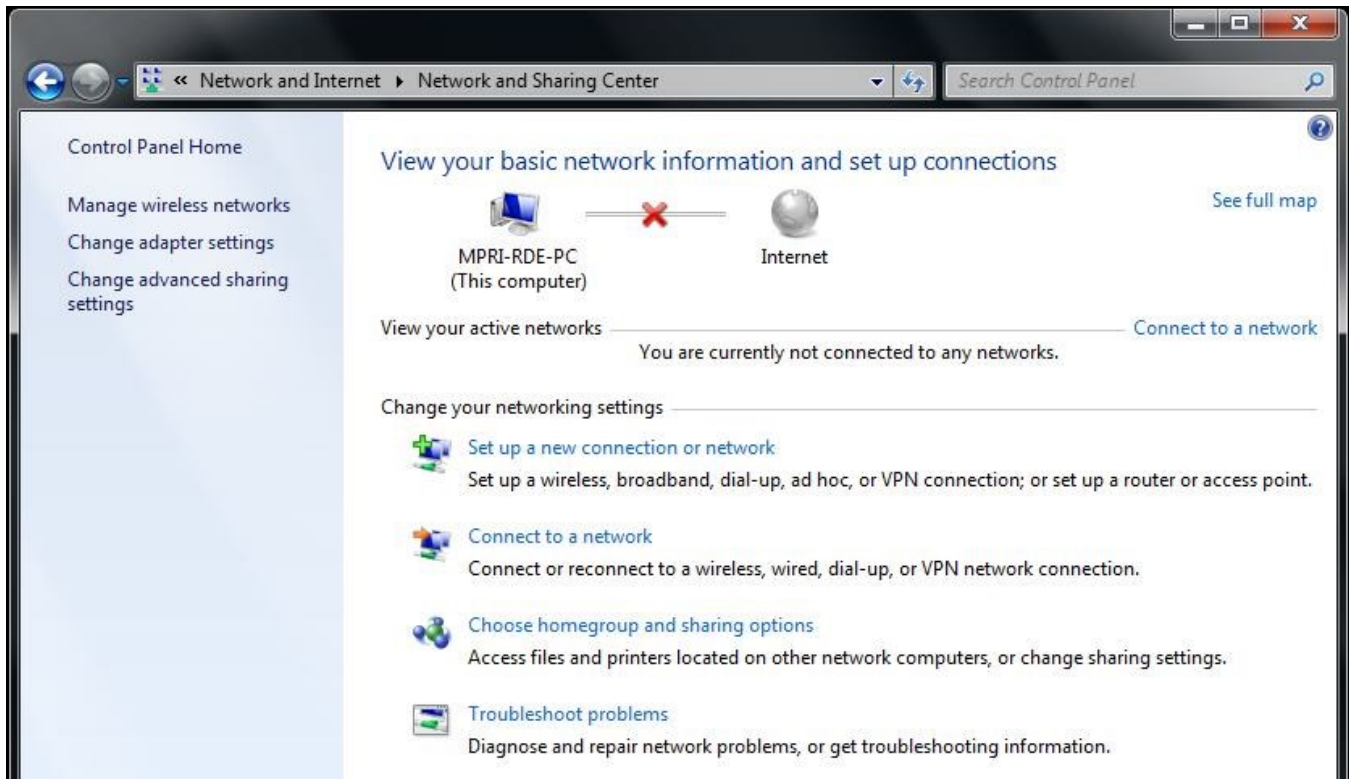 « Network and Internet ▸ Network and Sharing Center
Search Control Panel
Control Panel Home
Manage wireless networks
Change adapter settings
Change advanced sharing
settings
View your basic network information and set up connections
See full map
MPRI-RDE-PC
(This computer)
Internet
View your active networks
Connect to a network
You are currently not connected to any networks.
Change your networking settings
Set up a new connection or network
Set up a wireless, broadband, dial-up, ad hoc, or VPN connection; or set up a router or access point.
Connect to a network
Connect or reconnect to a wireless, wired, dial-up, or VPN network connection.
Choose homegroup and sharing options
Access files and printers located on other network computers, or change sharing settings.
Troubleshoot problems
Diagnose and repair network problems, or get troubleshooting information.